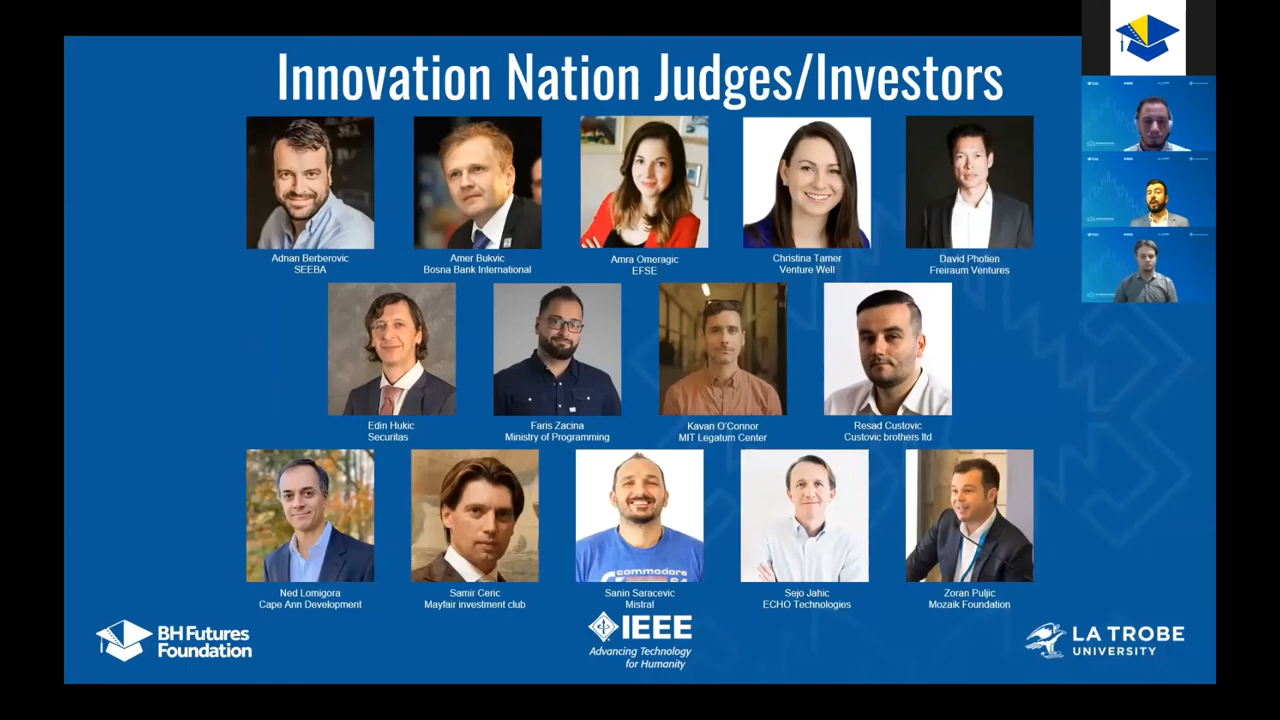 Innovation Nation Judges/Investors
Adnan Berberovic
SEEBA
Amer Bukvic
Bosna Bank International
Amra Omeragic
EFSE
Christina Tamer
Venture Well
David Photien
Freiraum Ventures
Edin Hukic
Securitas
Faris Zacina
Ministry of Programming
Kavan O'Connor
MIT Legatum Center
Resad Custovic
Custovic brothers ltd
commodore
64
Ned Lomigora
Cape Ann Development
Samir Ceric
Mayfair investment club
Sanin Saracevic
Mistral
Sejo Jahic
ECHO Technologies
Zoran Puljic
Mozaik Foundation
BH Futures
Foundation
IEEE
Advancing Technology
for Humanity
LA TROBE
UNIVERSITY